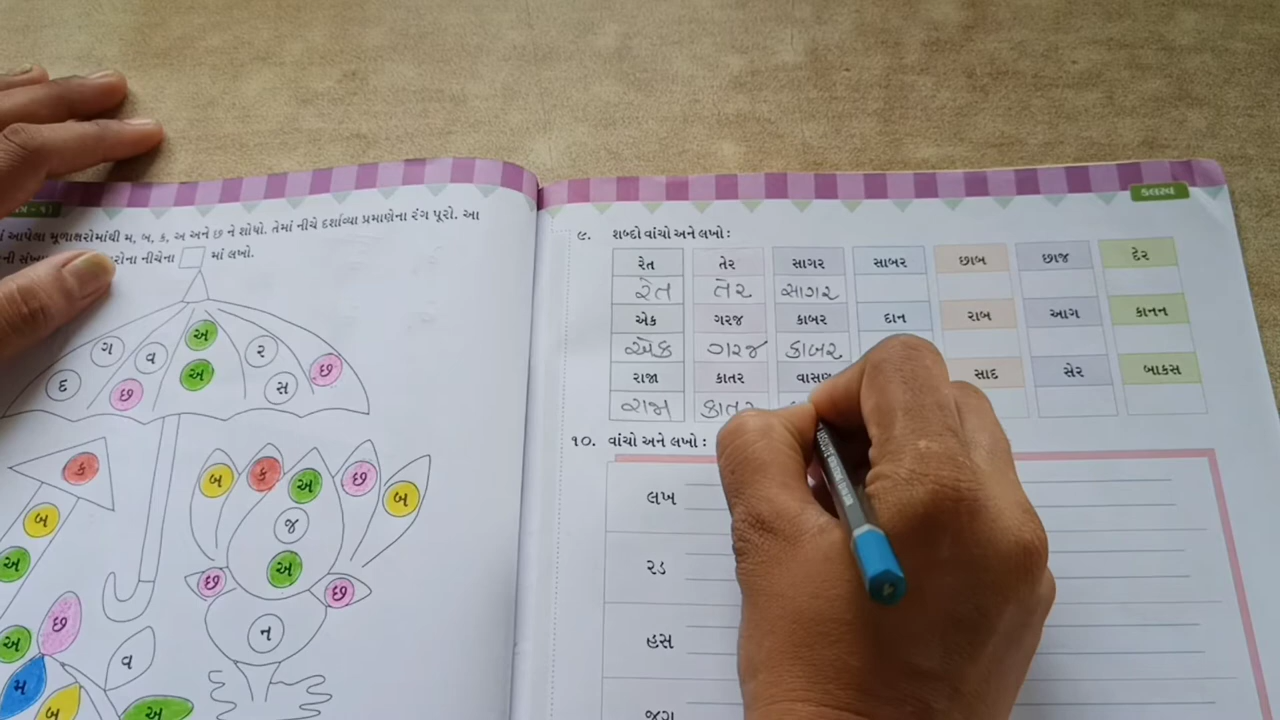 આપેલા મૂળાક્ષરોમાંથી મ, બ, ક, અ અને છ ને શોધો. તેમાં નીચે દર્શાવ્યા પ્રમાણેના રંગ પૂરો. આ
નીચેના માં લખો.
અ
ગ વ ર
અ છ
દ છ સ
ક
બ ક અ છ બ
બ જ
અ અ
છ છ
છ ન
અ વ
મ બ અ
કલરવ
૯. શબ્દો વાંચો અને લખો :
રેત તેર સાગર સાબર છાબ છાજ દેર
રેત તેર સાગર
એક ગરજ કાબર દાન રાબ આગ કાનન
એક ગરજ કાબર
રાજા કાતર સાદ સેર બાકસ
રાજા
૧૦. વાંચો અને લખો :
લખ
રડ
હસ